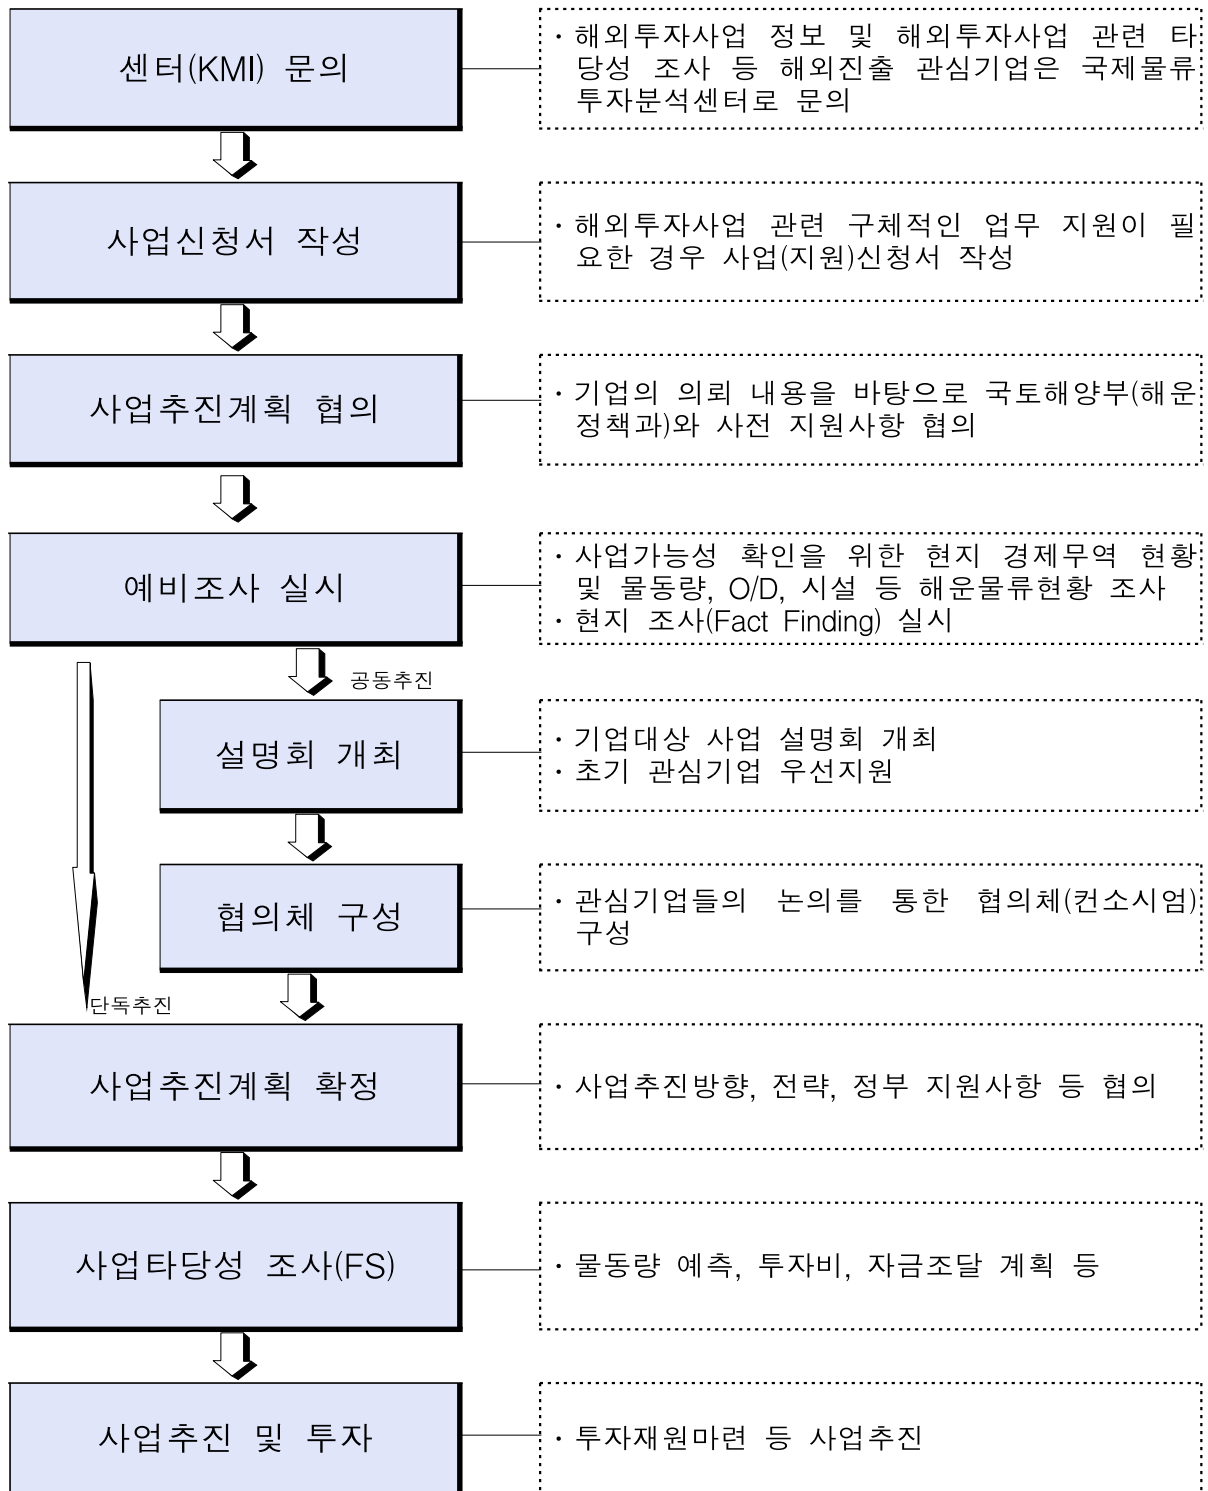 센터(KMI) 문의
· 해외투자사업 정보 및 해외투자사업 관련 타
당성 조사 등 해외진출 관심기업은 국제물류
투자분석센터로 문의
사업신청서 작성
· 해외투자사업 관련 구체적인 업무 지원이 필
요한 경우 사업(지원)신청서 작성
사업추진계획 협의
· 기업의 의뢰 내용을 바탕으로 국토해양부(해운
정책과)와 사전 지원사항 협의
예비조사 실시
· 사업가능성 확인을 위한 현지 경제무역 현황
및 물동량, O/D, 시설 등 해운물류현황 조사
· 현지 조사(Fact Finding) 실시
공동추진
설명회 개최
· 기업대상 사업 설명회 개최
· 초기 관심기업 우선지원
협의체 구성
· 관심기업들의 논의를 통한 협의체(컨소시엄)
구성
단독추진
사업추진계획 확정
· 사업추진방향, 전략, 정부 지원사항 등 협의
사업타당성 조사(FS)
· 물동량 예측, 투자비, 자금조달 계획 등
사업추진 및 투자
· 투자재원마련 등 사업추진